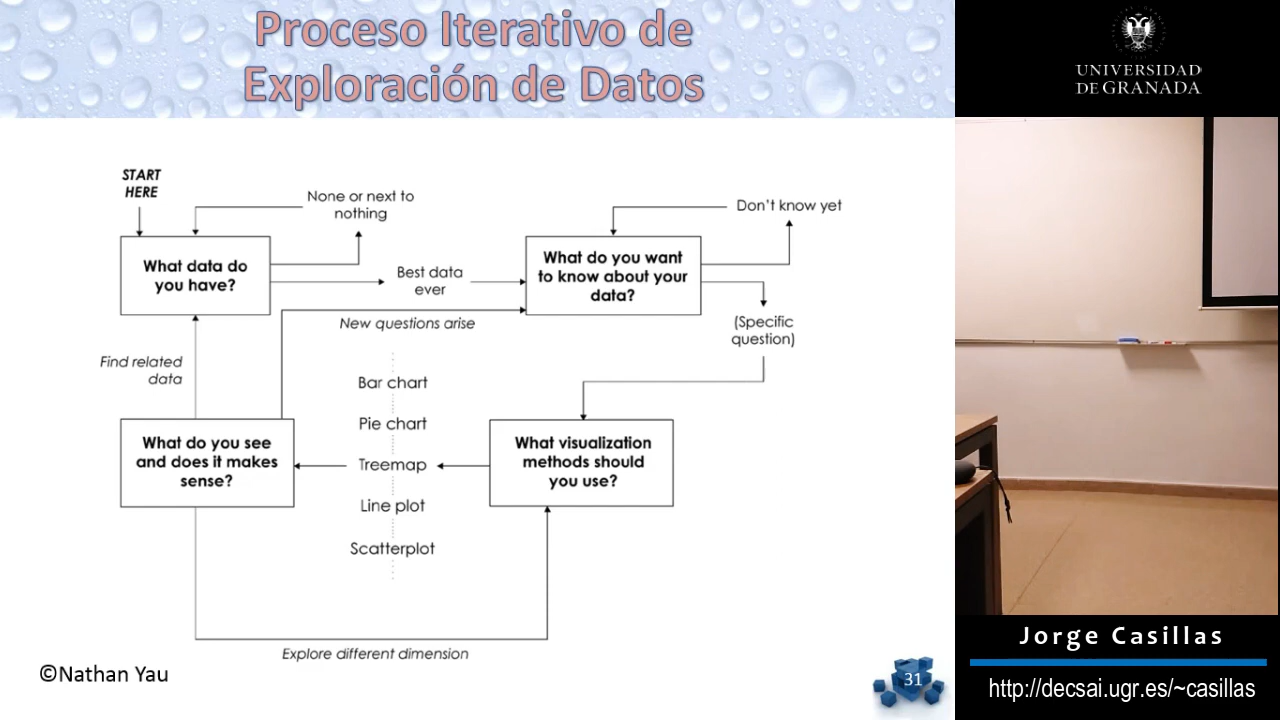 Proceso Iterativo de
Exploración de Datos
START
HERE
None or next to
nothing
Don't know yet
What data do
you have?
Best data
ever
What do you want
to know about your
data?
New questions arise
(Specific
question)
Find related
data
Bar chart
Pie chart
Treemap
Line plot
Scatterplot
What do you see
and does it makes
sense?
What visualization
methods should
you use?
Explore different dimension
©Nathan Yau
31
UNIVERSIDAD
DE GRANADA
Jorge Casillas
http://decsai.ugr.es/~casillas